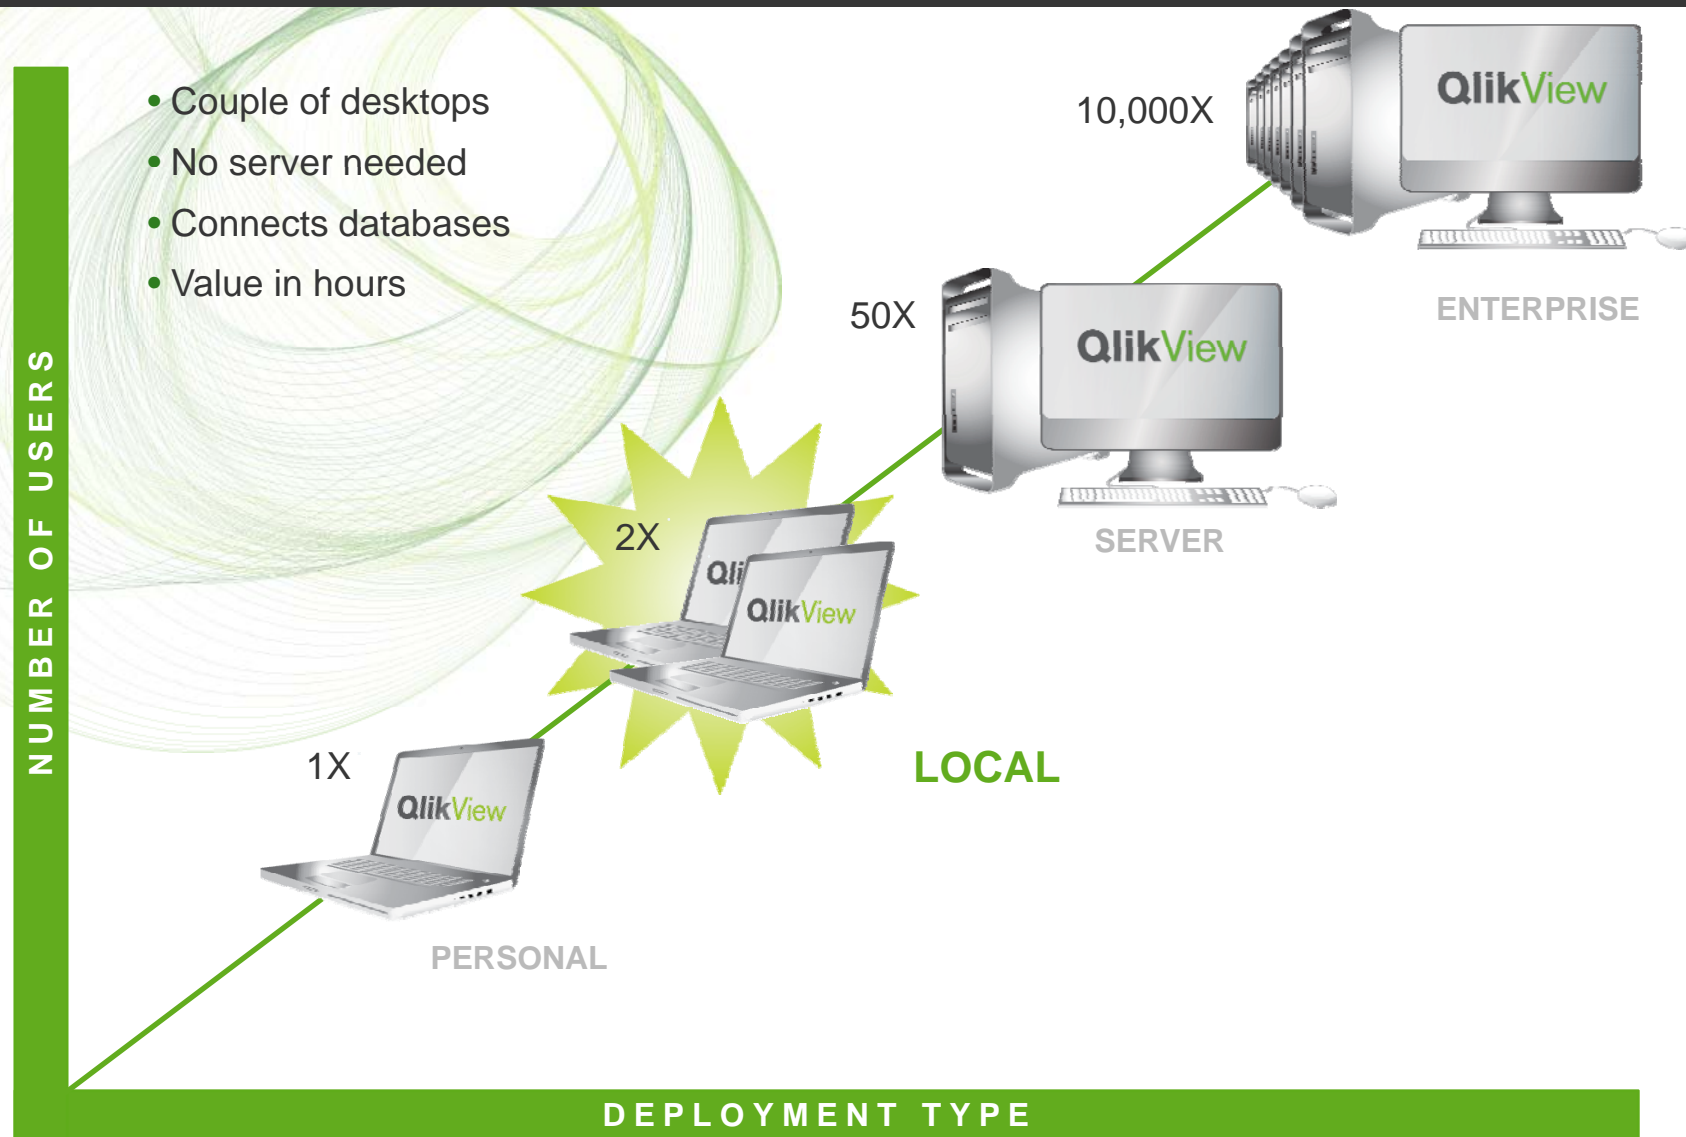 • Couple of desktops
• No server needed
• Connects databases
• Value in hours
10,000X
QlikView
ENTERPRISE
50X
QlikView
SERVER
2X
Qli
QlikView
LOCAL
1X
QlikView
PERSONAL
NUMBER OF USERS
DEPLOYMENT TYPE